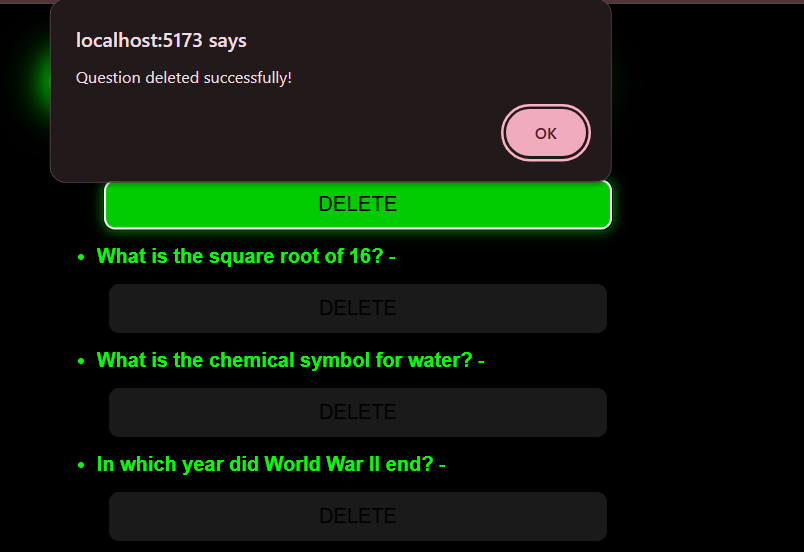 localhost:5173 says
Question deleted successfully!
OK
DELETE
• What is the square root of 16? -
DELETE
• What is the chemical symbol for water? -
DELETE
• In which year did World War II end? -
DELETE